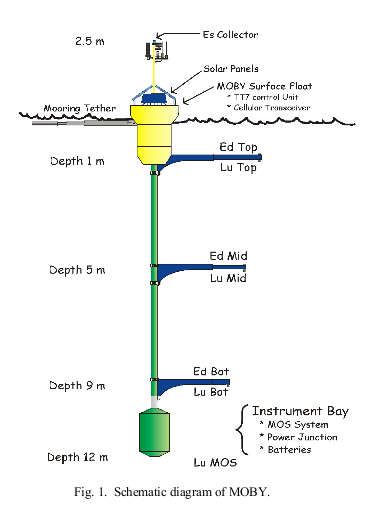 2.5 m
Es Collector
Solar Panels
MOBY Surface Float
* TT7 control Unit
* Cellular Transceiver
Mooring Tether
Depth 1 m
Ed Top
Lu Top
Depth 5 m
Ed Mid
Lu Mid
Depth 9 m
Ed Bot
Lu Bot
Instrument Bay
* MOS System
* Power Junction
* Batteries
Depth 12 m
Lu MOS
Fig. 1. Schematic diagram of MOBY.